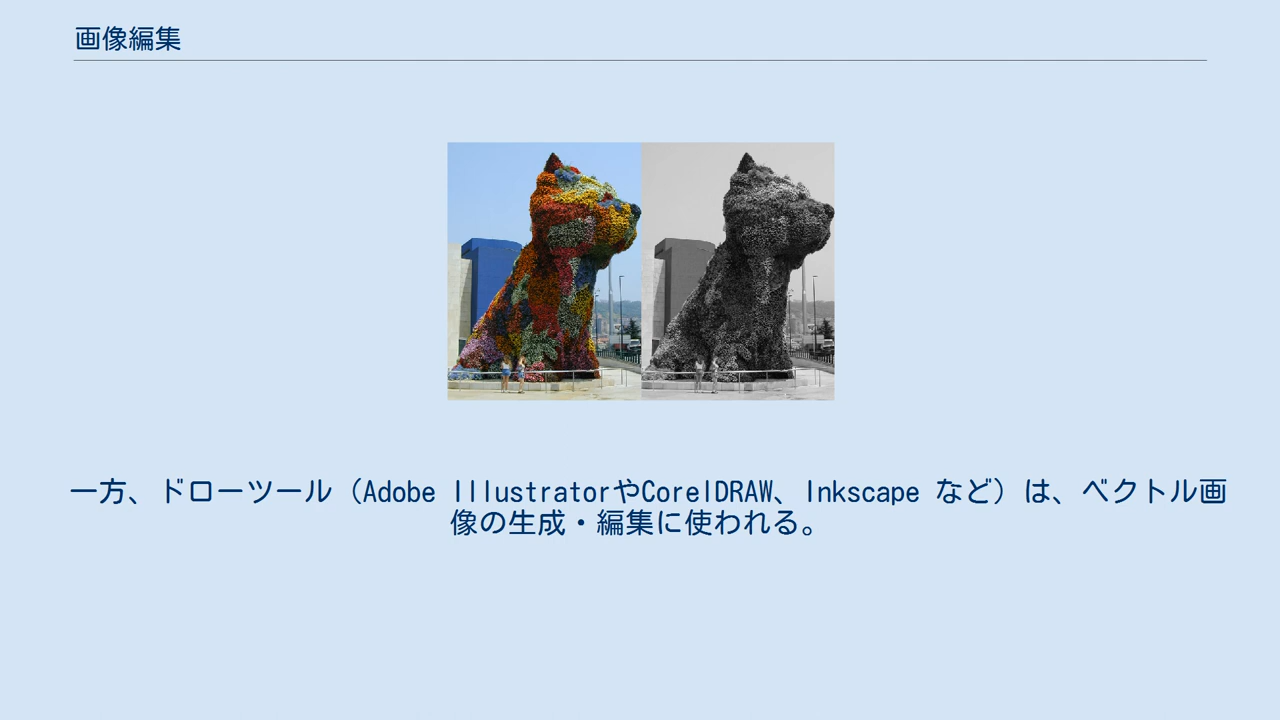 画像編集
一方、ドローツール（Adobe IllustratorやCorelDRAW、Inkscape など）は、ベクトル画
像の生成・編集に使われる。